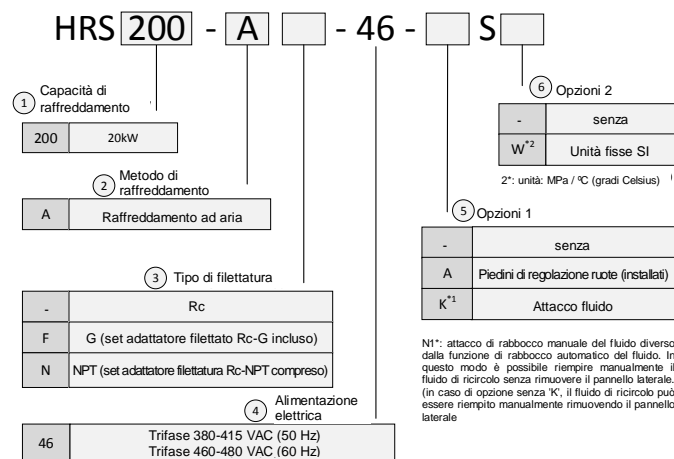 HRS 200 - A - 46 - S
1 Capacità di
raffreddamento
200 20kW
2 Metodo di
raffreddamento
A Raffreddamento ad aria
3 Tipo di filettatura
- Rc
F G (set adattatore filettato Rc-G incluso)
N NPT (set adattatore filettatura Rc-NPT compreso)
4 Alimentazione
elettrica
46 Trifase 380-415 VAC (50 Hz)
Trifase 460-480 VAC (60 Hz)
6 Opzioni 2
- senza
W*2 Unità fisse SI
2*: unità: MPa / ºC (gradi Celsius)
5 Opzioni 1
- senza
A Piedini di regolazione ruote (installati)
K*1 Attacco fluido
N1*: attacco di rabbocco manuale del fluido diverso
dalla funzione di rabbocco automatico del fluido. In
questo modo è possibile riempire manualmente il
fluido di ricircolo senza rimuovere il pannello laterale.
(in caso di opzione senza 'K', il fluido di ricircolo può
essere riempito manualmente rimuovendo il pannello
laterale